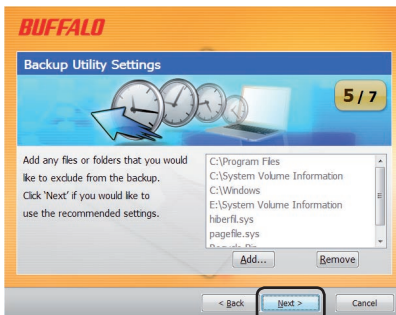 BUFFALO
Backup Utility Settings
5 / 7
Add any files or folders that you would
like to exclude from the backup.
Click 'Next' if you would like to
use the recommended settings.
C:\Program Files
C:\System Volume Information
C:\Windows
E:\System Volume Information
hiberfil.sys
pagefile.sys
Recycle Bin
Add...
Remove
< Back
Next >
Cancel